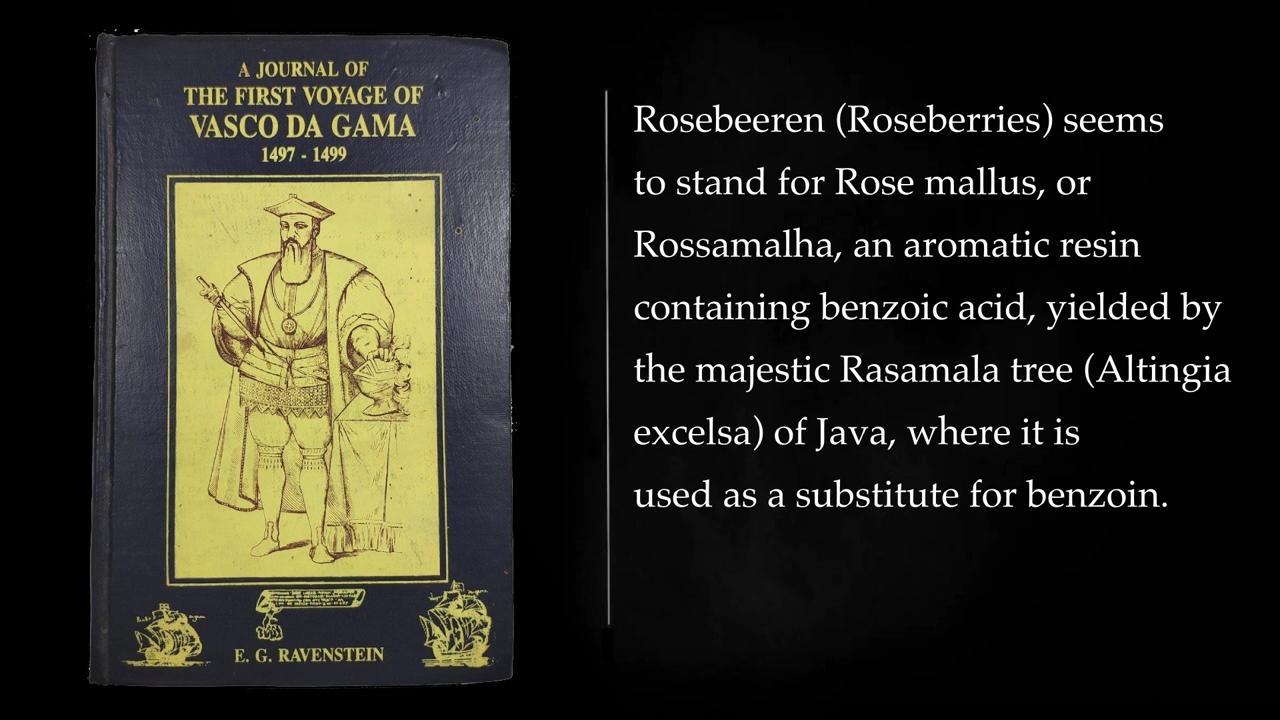 A JOURNAL OF
THE FIRST VOYAGE OF
VASCO DA GAMA
1497 - 1499
E. G. RAVENSTEIN
Rosebeeren (Roseberries) seems
to stand for Rose mallus, or
Rossamalha, an aromatic resin
containing benzoic acid, yielded by
the majestic Rasamala tree (Altingia
excelsa) of Java, where it is
used as a substitute for benzoin.